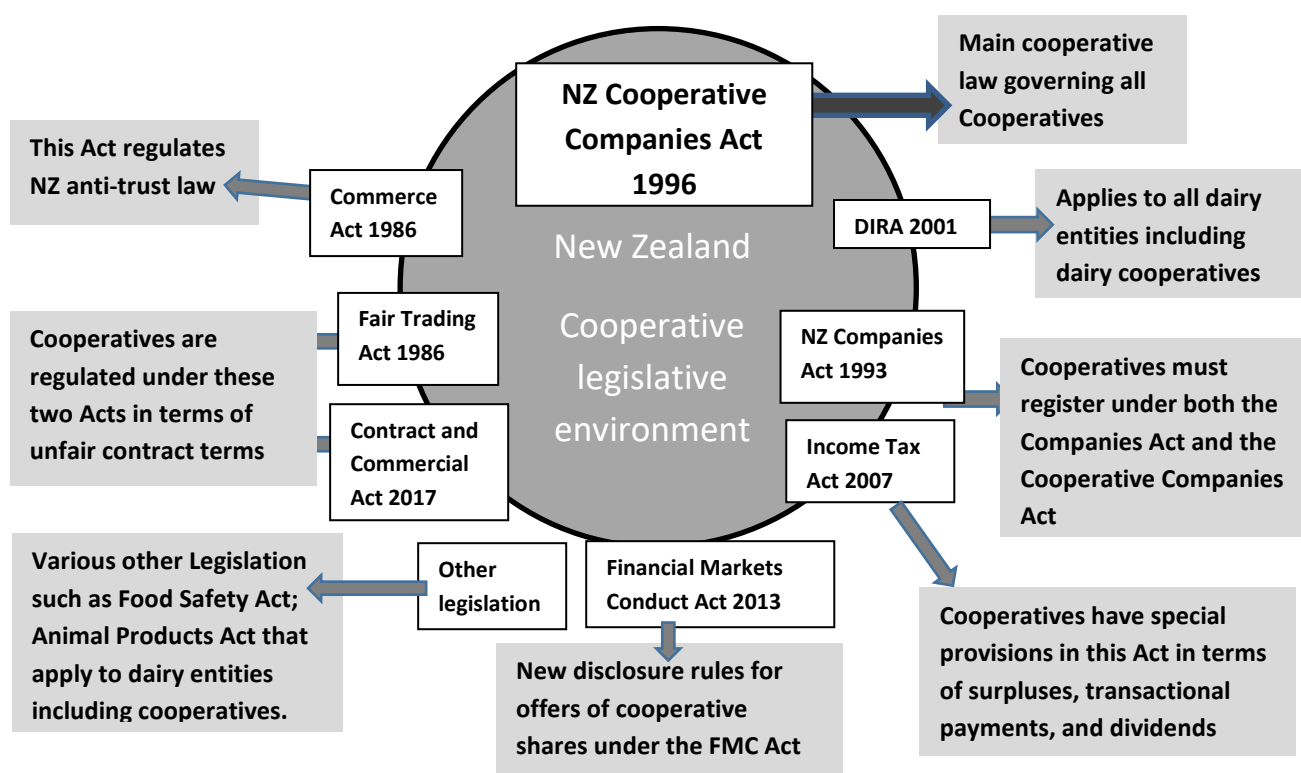 NZ Cooperative
Companies Act
1996
Main cooperative
law governing all
Cooperatives
This Act regulates
NZ anti-trust law
Commerce
Act 1986
DIRA 2001
Applies to all dairy
entities including
dairy cooperatives
New Zealand
Cooperative
legislative
environment
Cooperatives are
regulated under these
two Acts in terms of
unfair contract terms
Fair Trading
Act 1986
Contract and
Commercial
Act 2017
NZ Companies
Act 1993
Cooperatives must
register under both the
Companies Act and the
Cooperative Companies
Act
Income Tax
Act 2007
Various other Legislation
such as Food Safety Act;
Animal Products Act that
apply to dairy entities
including cooperatives.
Other
legislation
Financial Markets
Conduct Act 2013
New disclosure rules for
offers of cooperative
shares under the FMC Act
Cooperatives have special
provisions in this Act in terms
of surpluses, transactional
payments, and dividends